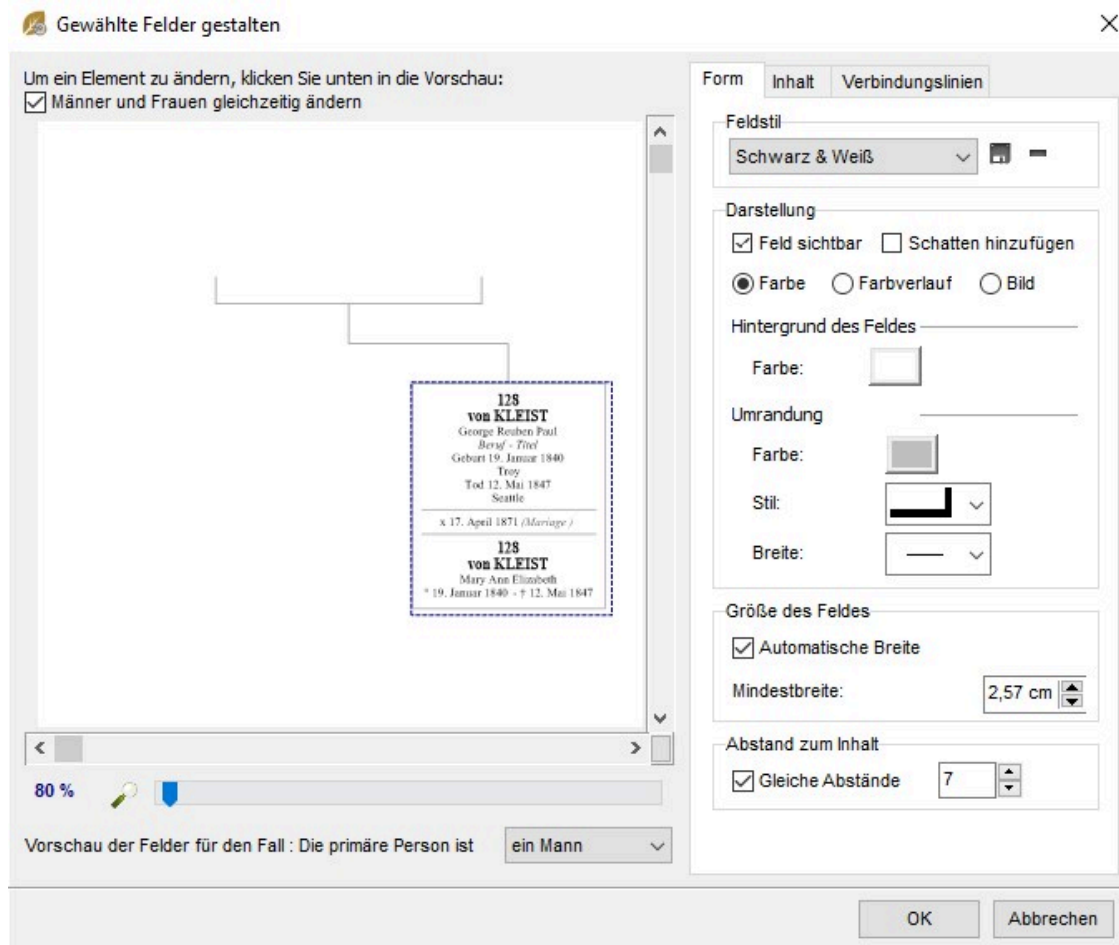 Gewählte Felder gestalten
Um ein Element zu ändern, klicken Sie unten in die Vorschau:
Männer und Frauen gleichzeitig ändern
128
von KLEIST
George Reuben Paul
Beruf - Titel
Geburt 19. Januar 1840
Troy
Tod 12. Mai 1847
Seattle
x 17. April 1871 (Mariage )
128
von KLEIST
Mary Ann Elizabeth
* 19. Januar 1840 - † 12. Mai 1847
80 %
Vorschau der Felder für den Fall : Die primäre Person ist ein Mann
Form Inhalt Verbindungslinien
Feldstil
Schwarz & Weiß
Darstellung
Feld sichtbar Schatten hinzufügen
Farbe Farbverlauf Bild
Hintergrund des Feldes
Farbe:
Umrandung
Farbe:
Stil:
Breite:
Größe des Feldes
Automatische Breite
Mindestbreite: 2,57 cm
Abstand zum Inhalt
Gleiche Abstände 7
OK Abbrechen